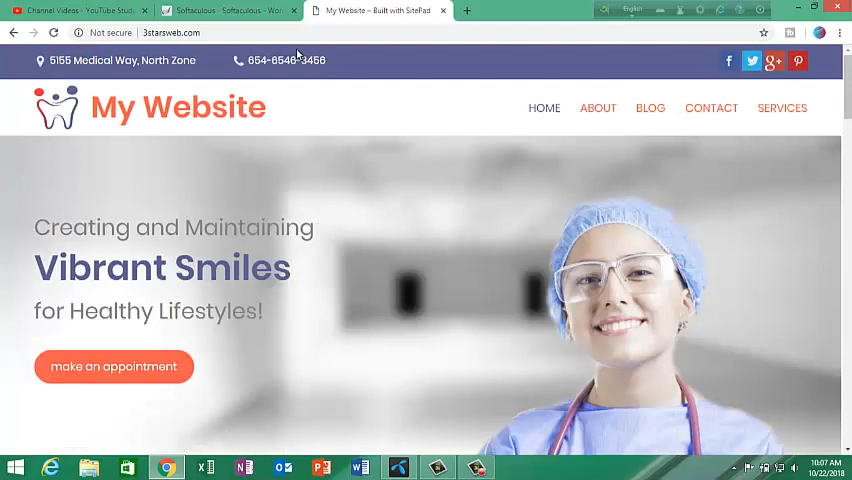 Channel Videos - YouTube Stud
Softaculous - Softaculous - Wor
My Website – Built with SitePad
English
Not secure
3starsweb.com
5155 Medical Way, North Zone
654-6546-3456
My Website
HOME
ABOUT
BLOG
CONTACT
SERVICES
Creating and Maintaining
Vibrant Smiles
for Healthy Lifestyles!
make an appointment
10:07 AM
10/22/2018